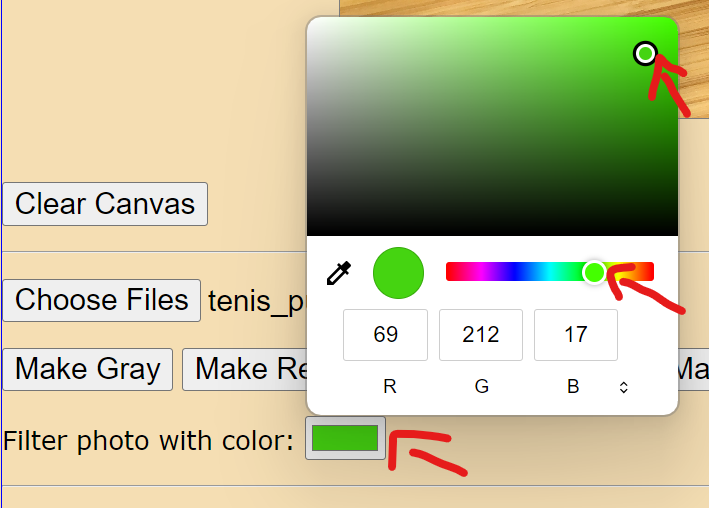 Clear Canvas
Choose Files tenis_p
69 212 17
Make Gray Make Re Ma
R G B
Filter photo with color: